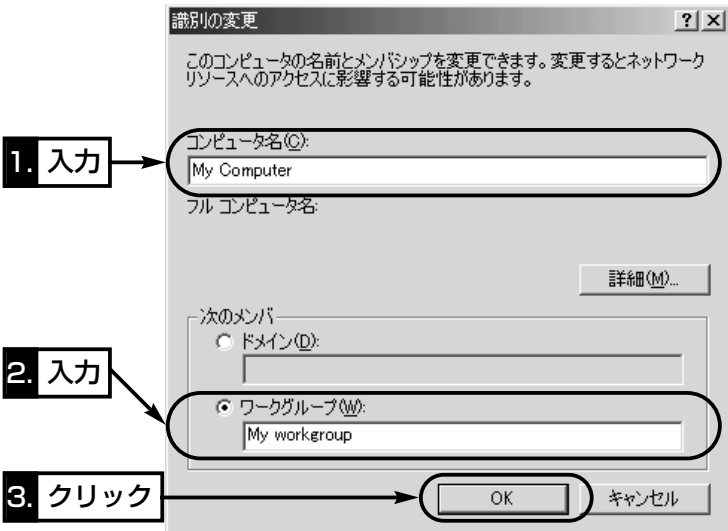 識別の変更
このコンピュータの名前とメンバシップを変更できます。変更するとネットワーク
リソースへのアクセスに影響する可能性があります。
コンピュータ名(C):
1. 入力
My Computer
フル コンピュータ名:
詳細(M)...
次のメンバ
ドメイン(D):
2. 入力
ワークグループ(W):
My workgroup
3. クリック
OK
キャンセル